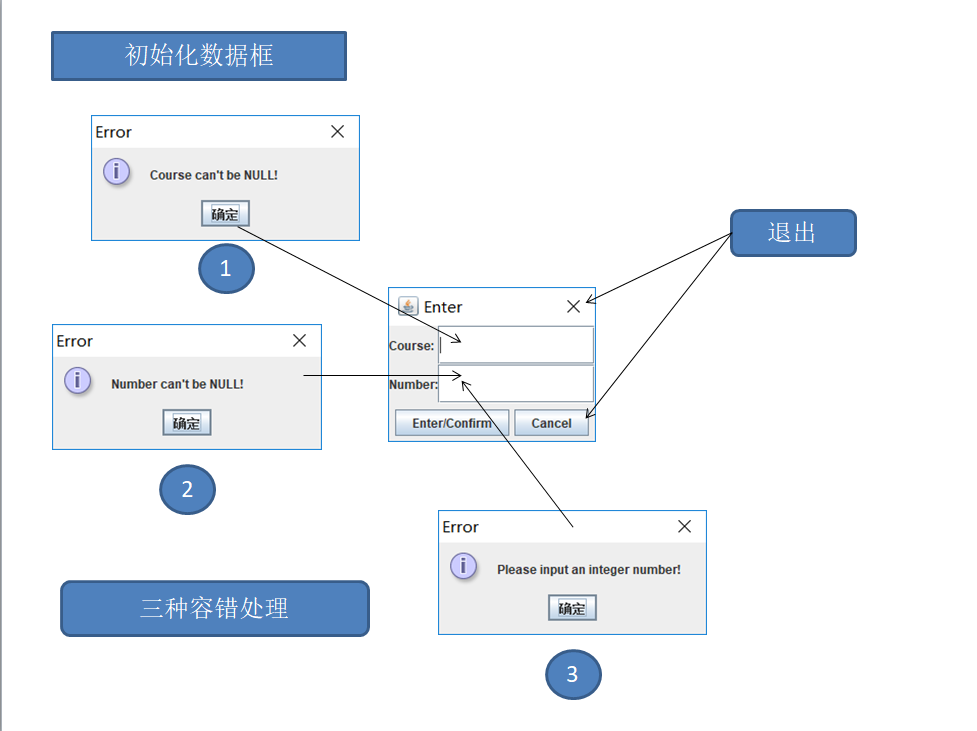 初始化数据框
Error
Course can't be NULL!
确定
1
退出
Enter
Course:
Number:
Enter/Confirm
Cancel
Error
Number can't be NULL!
确定
2
Error
Please input an integer number!
确定
3
三种容错处理